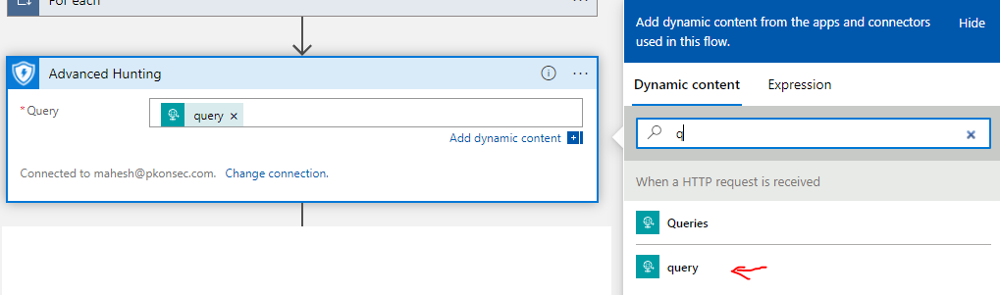 For each
...
Advanced Hunting
...
* Query
query ×
Add dynamic content
Connected to mahesh@pkonsec.com. Change connection.
Add dynamic content from the apps and connectors
used in this flow.
Hide
Dynamic content Expression
q
When a HTTP request is received
Queries
query